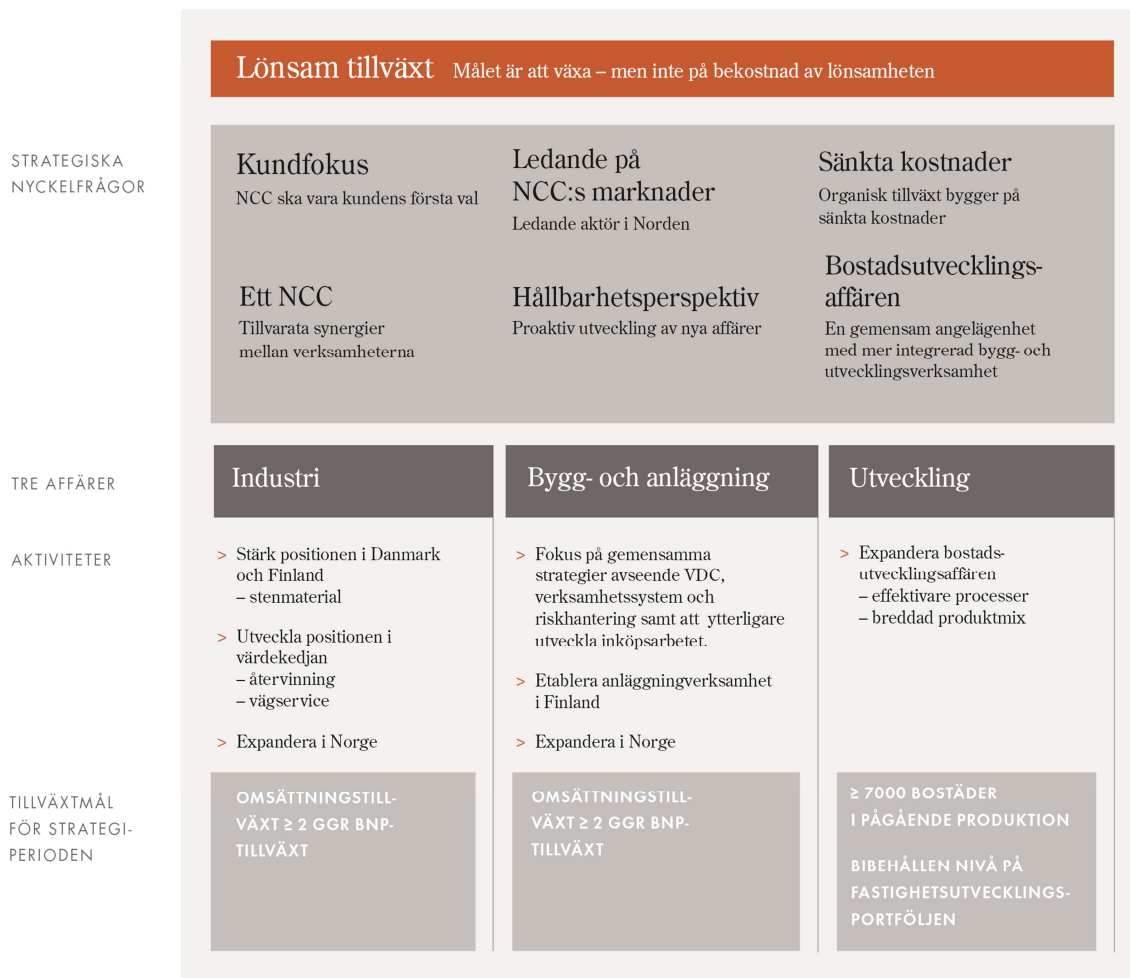 Lönsam tillväxt Målet är att växa – men inte på bekostnad av lönsamheten
STRATEGISKA
NYCKELFRÅGOR
Kundfokus
NCC ska vara kundens första val
Ledande på
NCC:s marknader
Ledande aktör i Norden
Sänkta kostnader
Organisk tillväxt bygger på
sänkta kostnader
Ett NCC
Tillvarata synergier
mellan verksamheterna
Hållbarhetsperspektiv
Proaktiv utveckling av nya affärer
Bostadsutvecklings-
affären
En gemensam angelägenhet
med mer integrerad bygg- och
utvecklingsverksamhet
TRE AFFÄRER
Industri
Bygg- och anläggning
Utveckling
AKTIVITETER
> Stärk positionen i Danmark
och Finland
– stenmaterial
> Utveckla positionen i
värdekedjan
– återvinning
– vägservice
> Expandera i Norge
> Fokus på gemensamma
strategier avseende VDC,
verksamhetssystem och
riskhantering samt att ytterligare
utveckla inköpsarbetet.
> Etablera anläggningverksamhet
i Finland
> Expandera i Norge
> Expandera bostads-
utvecklingsaffären
– effektivare processer
– breddad produktmix
TILLVÄXTMÅL
FÖR STRATEGI-
PERIODEN
OMSÄTTNINGSTILL-
VÄXT ≥ 2 GGR BNP-
TILLVÄXT
OMSÄTTNINGSTILL-
VÄXT ≥ 2 GGR BNP-
TILLVÄXT
≥ 7000 BOSTÄDER
I PÅGÅENDE PRODUKTION
BIBEHÅLLEN NIVÅ PÅ
FASTIGHETSUTVECKLINGS-
PORTFÖLJEN